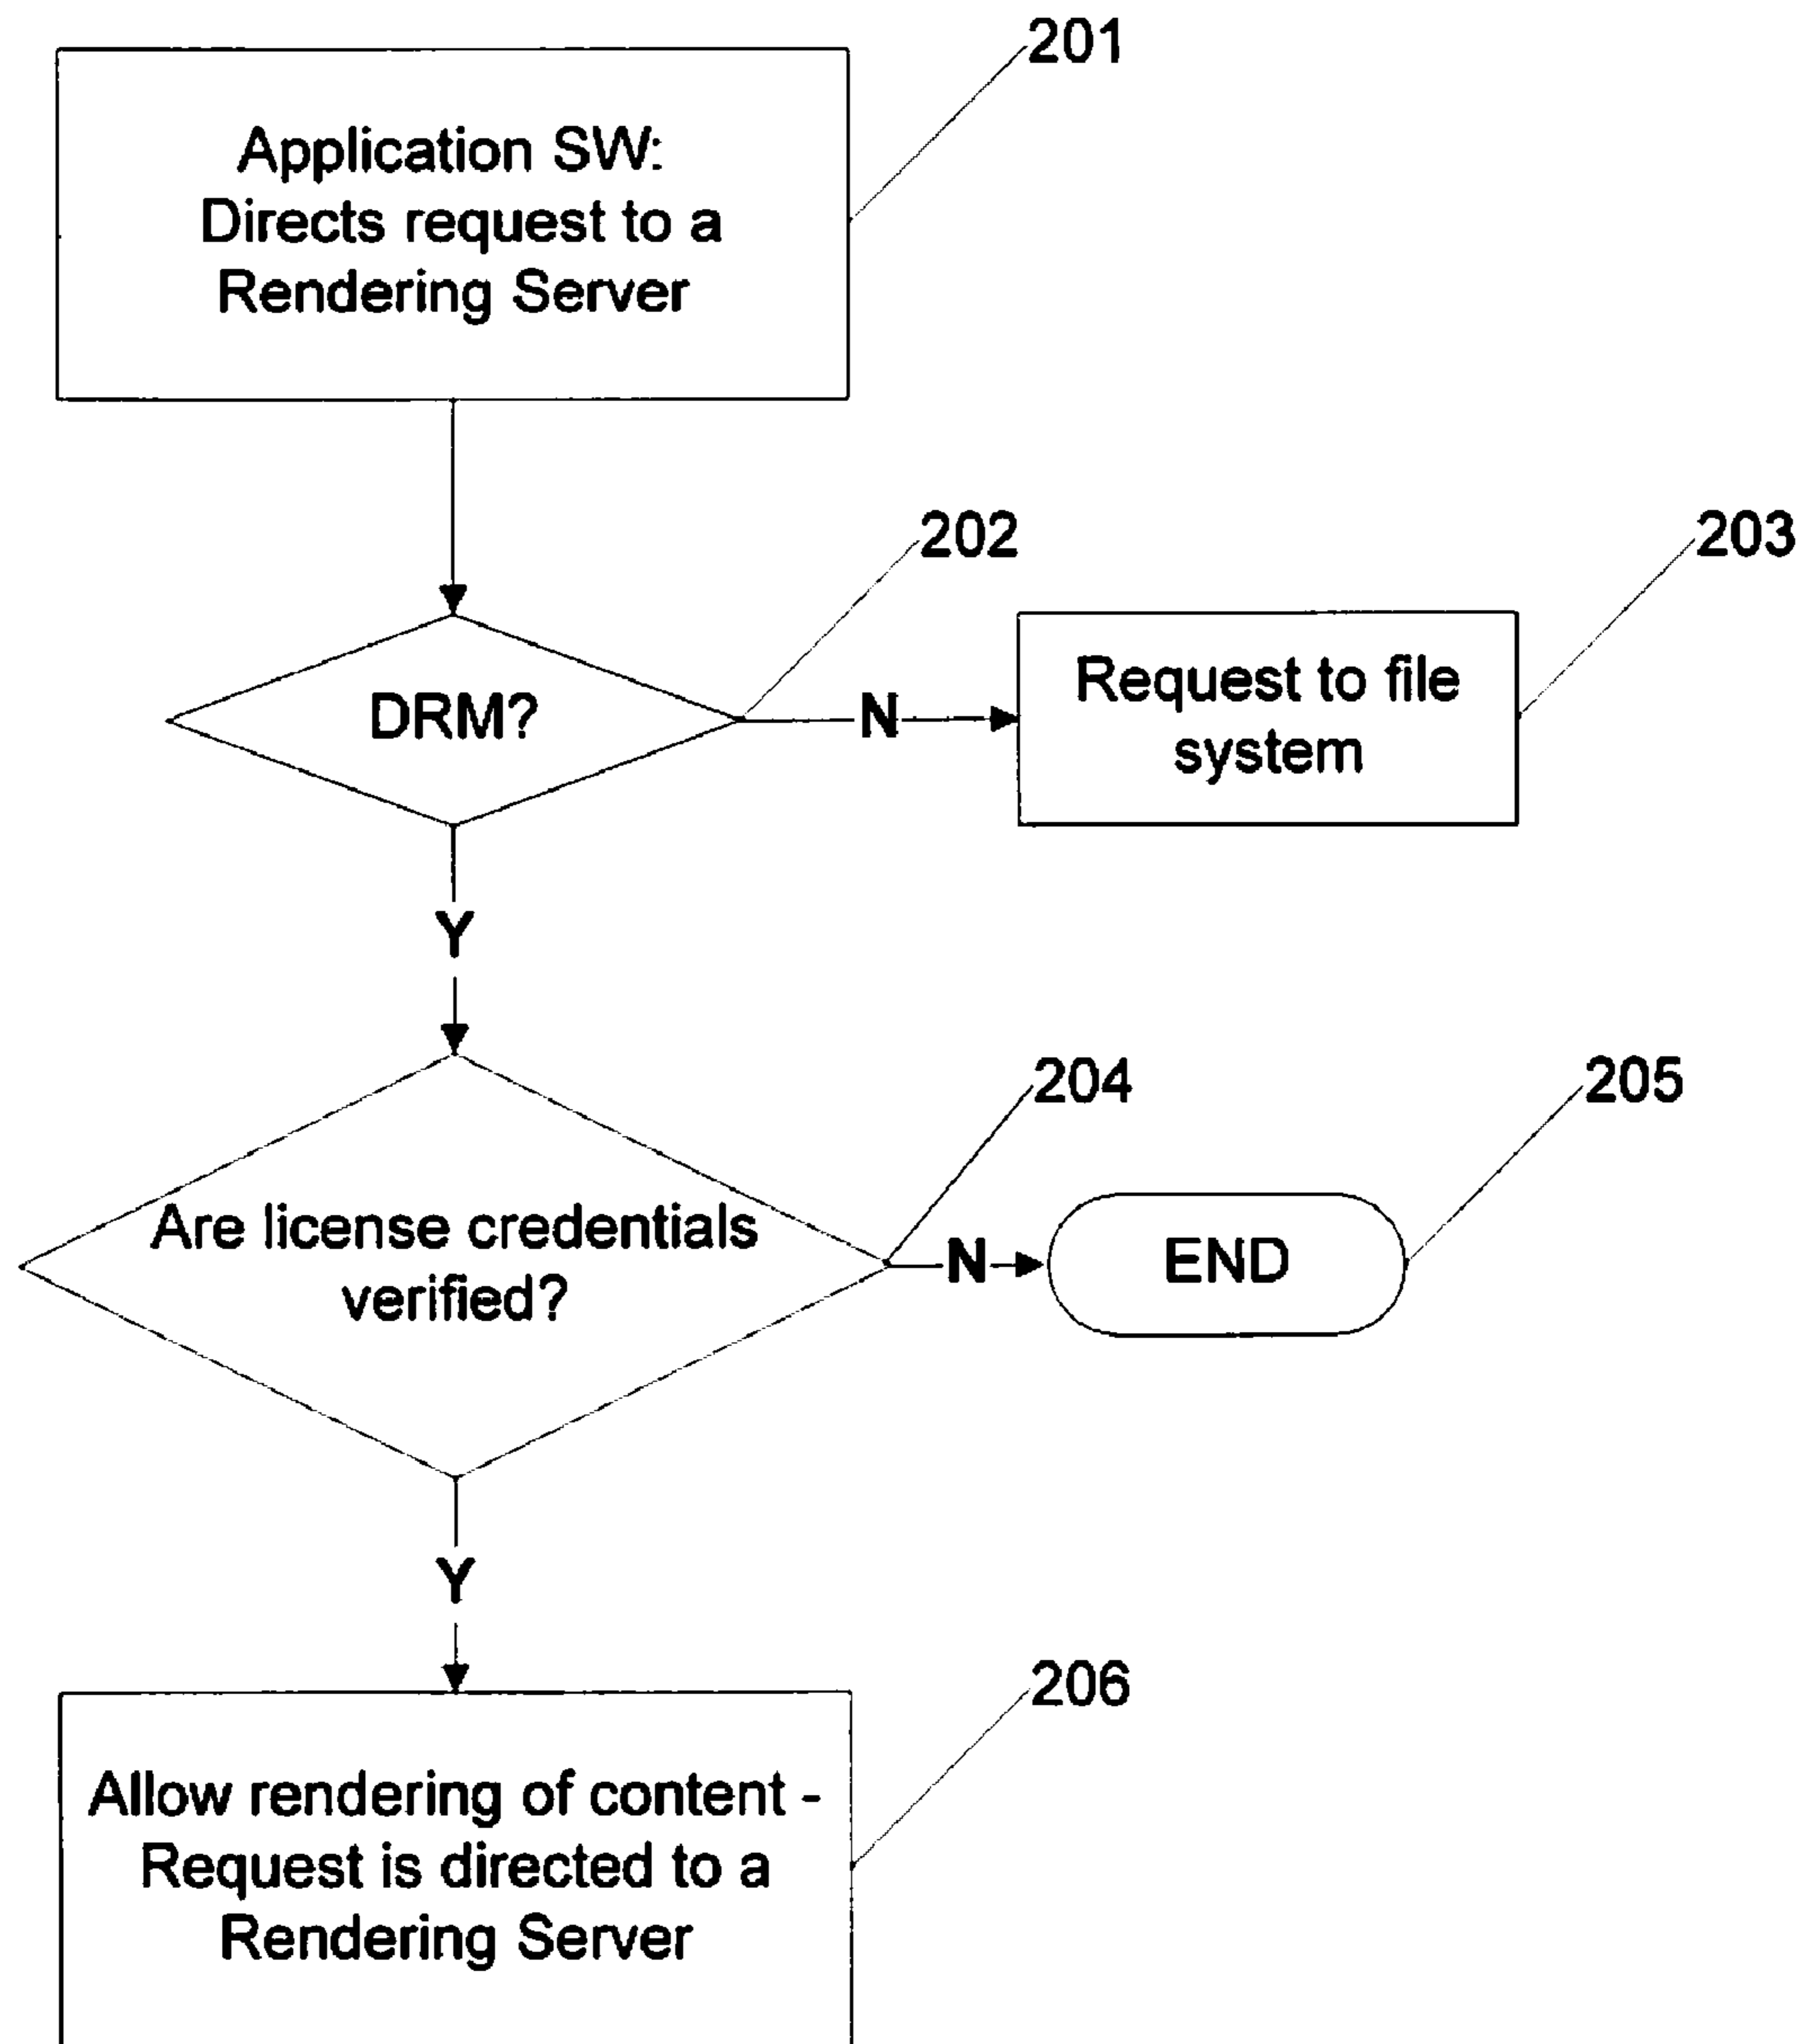 201
Application SW:
Directs request to a
Rendering Server
202
203
DRM?
N
Request to file
system
Y
204
205
Are license credentials
verified?
N
END
Y
206
Allow rendering of content -
Request is directed to a
Rendering Server